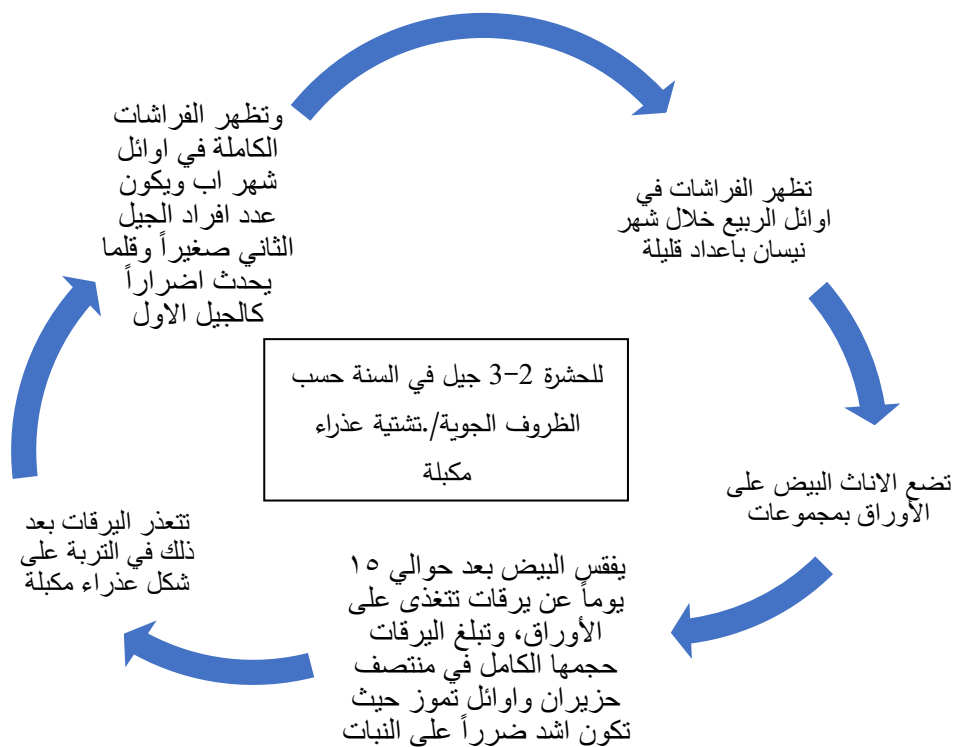 تظهر الفراشات في
اوائل الربيع خلال شهر
نيسان باعداد قليلة
تضع الاناث البيض على
الأوراق بمجموعات
يفقس البيض بعد حوالي ١٥
يوماً عن يرقات تتغذى على
الأوراق، وتبلغ اليرقات
حجمها الكامل في منتصف
حزيران واوائل تموز حيث
تكون اشد ضرراً على النبات
تتعذر اليرقات بعد
ذلك في التربة على
شكل عذراء مكبلة
وتظهر الفراشات
الكاملة في اوائل
شهر اب ويكون
عدد افراد الجيل
الثاني صغيراً وقلما
يحدث اضراراً
كالجيل الاول
للحشرة 2-3 جيل في السنة حسب
الظروف الجوية/.تشتية عذراء
مكبلة